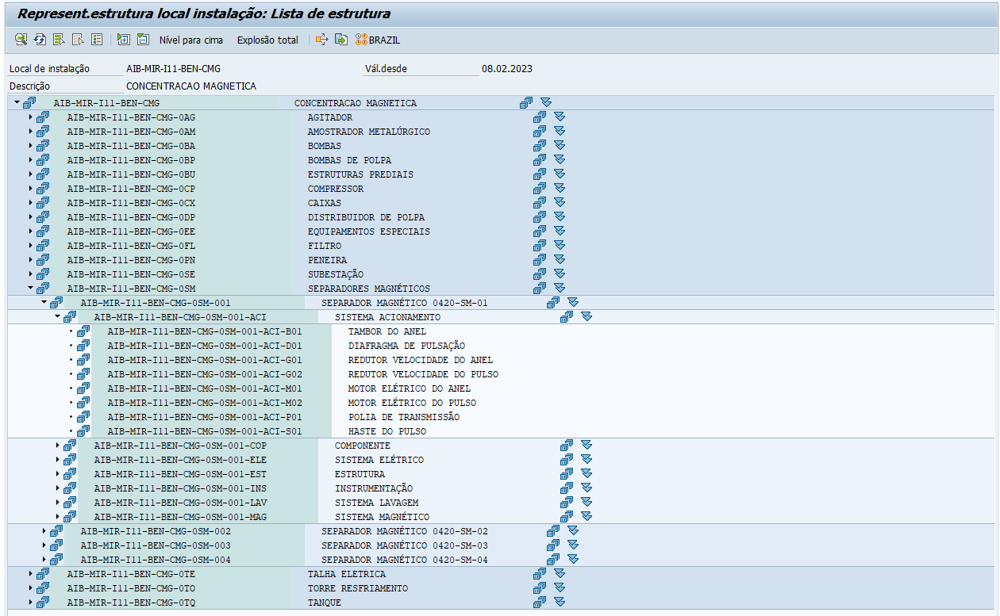 Represent.estrutura local instalação: Lista de estrutura
Nível para cima Explosão total BRAZIL
Local de instalação AIB-MIR-I11-BEN-CMG Vál.desde 08.02.2023
Descrição CONCENTRACAO MAGNETICA
AIB-MIR-I11-BEN-CMG CONCENTRACAO MAGNETICA
AIB-MIR-I11-BEN-CMG-0AG AGITADOR
AIB-MIR-I11-BEN-CMG-0AM AMOSTRADOR METALÚRGICO
AIB-MIR-I11-BEN-CMG-0BA BOMBAS
AIB-MIR-I11-BEN-CMG-0BP BOMBAS DE POLPA
AIB-MIR-I11-BEN-CMG-0BU ESTRUTURAS PREDIAIS
AIB-MIR-I11-BEN-CMG-0CP COMPRESSOR
AIB-MIR-I11-BEN-CMG-0CX CAIXAS
AIB-MIR-I11-BEN-CMG-0DP DISTRIBUIDOR DE POLPA
AIB-MIR-I11-BEN-CMG-0EE EQUIPAMENTOS ESPECIAIS
AIB-MIR-I11-BEN-CMG-0FL FILTRO
AIB-MIR-I11-BEN-CMG-0PN PENEIRA
AIB-MIR-I11-BEN-CMG-0SE SUBESTAÇÃO
AIB-MIR-I11-BEN-CMG-0SM SEPARADORES MAGNÉTICOS
AIB-MIR-I11-BEN-CMG-0SM-001 SEPARADOR MAGNÉTICO 0420-SM-01
AIB-MIR-I11-BEN-CMG-0SM-001-ACI SISTEMA ACIONAMENTO
AIB-MIR-I11-BEN-CMG-0SM-001-ACI-B01 TAMBOR DO ANEL
AIB-MIR-I11-BEN-CMG-0SM-001-ACI-D01 DIAFRAGMA DE PULSAÇÃO
AIB-MIR-I11-BEN-CMG-0SM-001-ACI-G01 REDUTOR VELOCIDADE DO ANEL
AIB-MIR-I11-BEN-CMG-0SM-001-ACI-G02 REDUTOR VELOCIDADE DO PULSO
AIB-MIR-I11-BEN-CMG-0SM-001-ACI-M01 MOTOR ELÉTRICO DO ANEL
AIB-MIR-I11-BEN-CMG-0SM-001-ACI-M02 MOTOR ELÉTRICO DO PULSO
AIB-MIR-I11-BEN-CMG-0SM-001-ACI-P01 POLIA DE TRANSMISSÃO
AIB-MIR-I11-BEN-CMG-0SM-001-ACI-S01 HASTE DO PULSO
AIB-MIR-I11-BEN-CMG-0SM-001-COP COMPONENTE
AIB-MIR-I11-BEN-CMG-0SM-001-ELE SISTEMA ELÉTRICO
AIB-MIR-I11-BEN-CMG-0SM-001-EST ESTRUTURA
AIB-MIR-I11-BEN-CMG-0SM-001-INS INSTRUMENTAÇÃO
AIB-MIR-I11-BEN-CMG-0SM-001-LAV SISTEMA LAVAGEM
AIB-MIR-I11-BEN-CMG-0SM-001-MAG SISTEMA MAGNÉTICO
AIB-MIR-I11-BEN-CMG-0SM-002 SEPARADOR MAGNÉTICO 0420-SM-02
AIB-MIR-I11-BEN-CMG-0SM-003 SEPARADOR MAGNÉTICO 0420-SM-03
AIB-MIR-I11-BEN-CMG-0SM-004 SEPARADOR MAGNÉTICO 0420-SM-04
AIB-MIR-I11-BEN-CMG-0TE TALHA ELETRICA
AIB-MIR-I11-BEN-CMG-0TO TORRE RESFRIAMENTO
AIB-MIR-I11-BEN-CMG-0TQ TANQUE